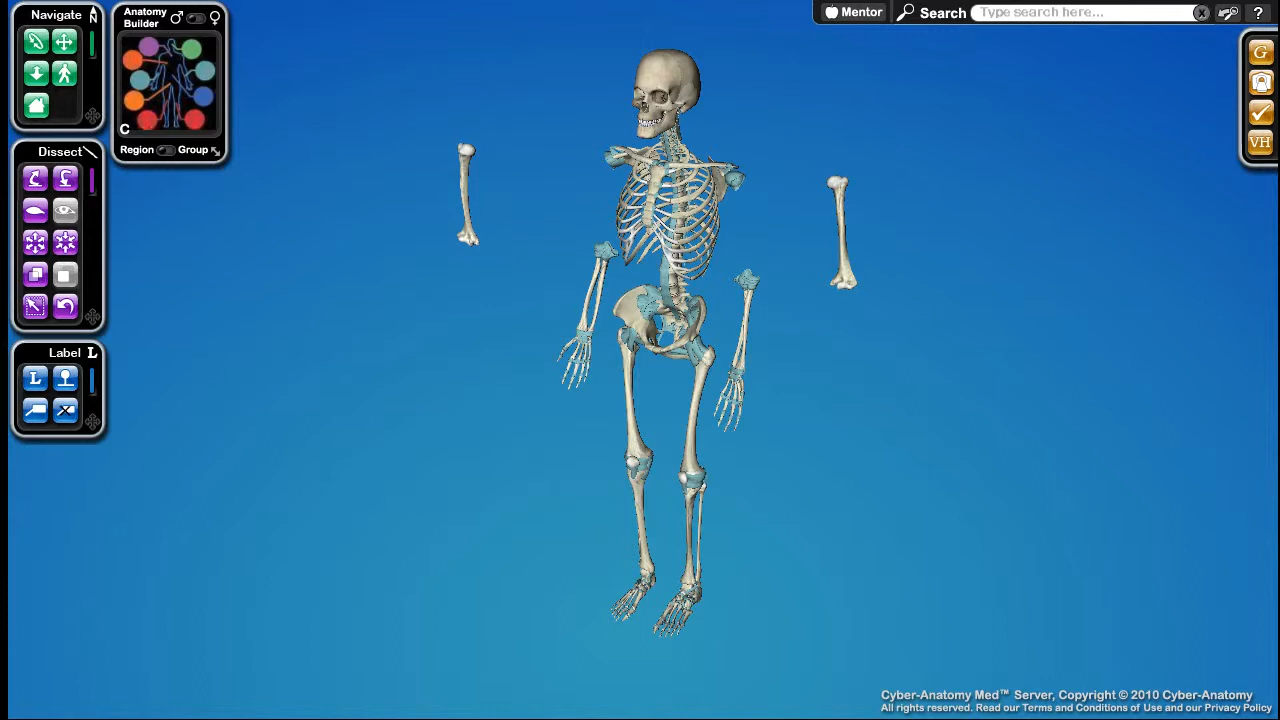 Navigate
N
Anatomy
Builder
♂ ♀
C
Region Group
Dissect
Label L
L
Mentor
Search Type search here... x ?
G
VH
Cyber-Anatomy Med™ Server, Copyright © 2010 Cyber-Anatomy
All rights reserved. Read our Terms and Conditions of Use and our Privacy Policy